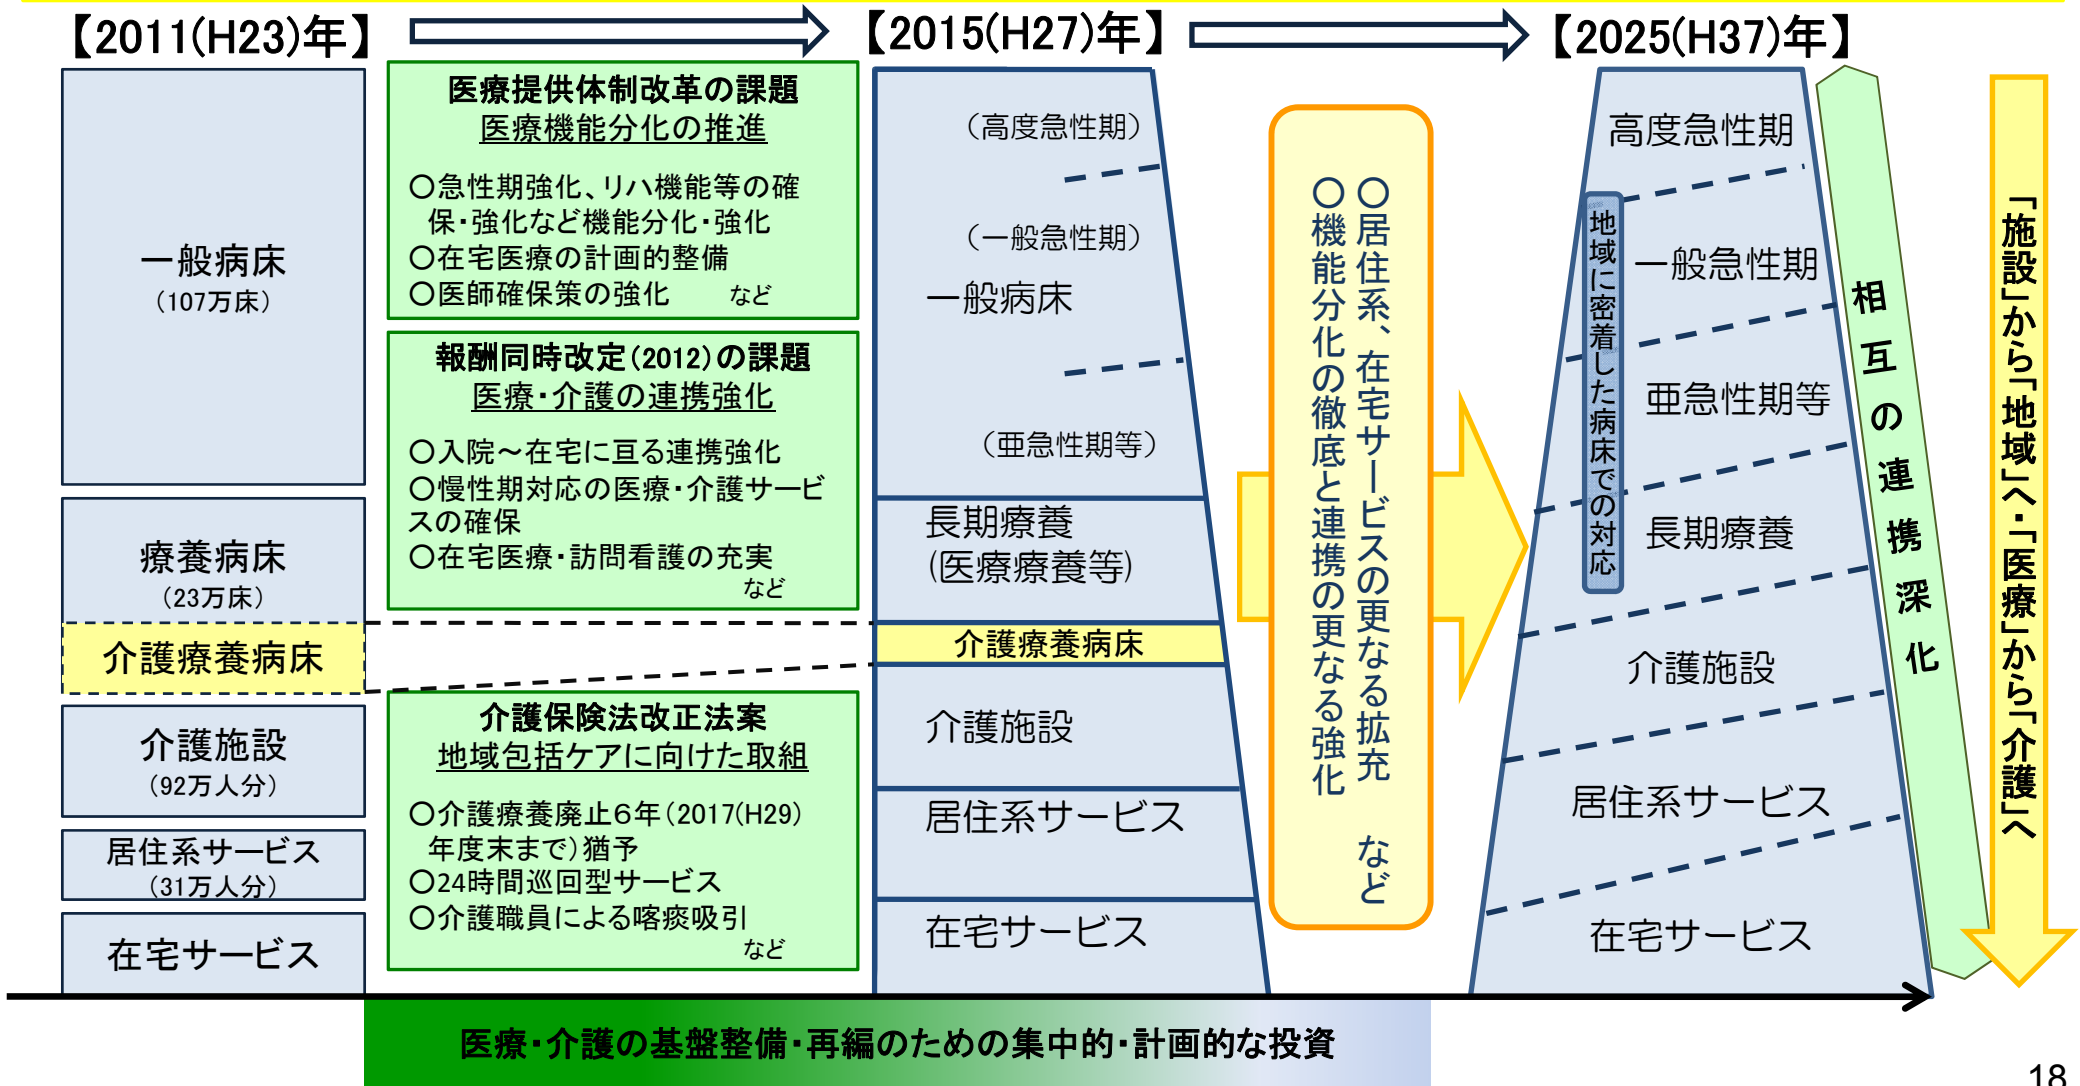 【2011(H23)年】
【2015(H27)年】
【2025(H37)年】
一般病床
（107万床）
療養病床
（23万床）
介護療養病床
介護施設
（92万人分）
居住系サービス
（31万人分）
在宅サービス
医療提供体制改革の課題
医療機能分化の推進
○急性期強化、リハ機能等の確
保・強化など機能分化・強化
○在宅医療の計画的整備
○医師確保策の強化　　など
報酬同時改定（2012）の課題
医療・介護の連携強化
○入院～在宅に亘る連携強化
○慢性期対応の医療・介護サービ
スの確保
○在宅医療・訪問看護の充実
など
介護保険法改正法案
地域包括ケアに向けた取組
○介護療養廃止６年（2017(H29)
年度末まで）猶予
○24時間巡回型サービス
○介護職員による喀痰吸引
など
（高度急性期）
（一般急性期）
一般病床
（亜急性期等）
長期療養
(医療療養等)
介護療養病床
介護施設
居住系サービス
在宅サービス
○居住系、在宅サービスの更なる拡充　など
○機能分化の徹底と連携の更なる強化
高度急性期
一般急性期
亜急性期等
長期療養
介護施設
居住系サービス
在宅サービス
地域に密着した病床での対応
相互の連携深化
「施設」から「地域」へ・「医療」から「介護」へ
医療・介護の基盤整備・再編のための集中的・計画的な投資
18